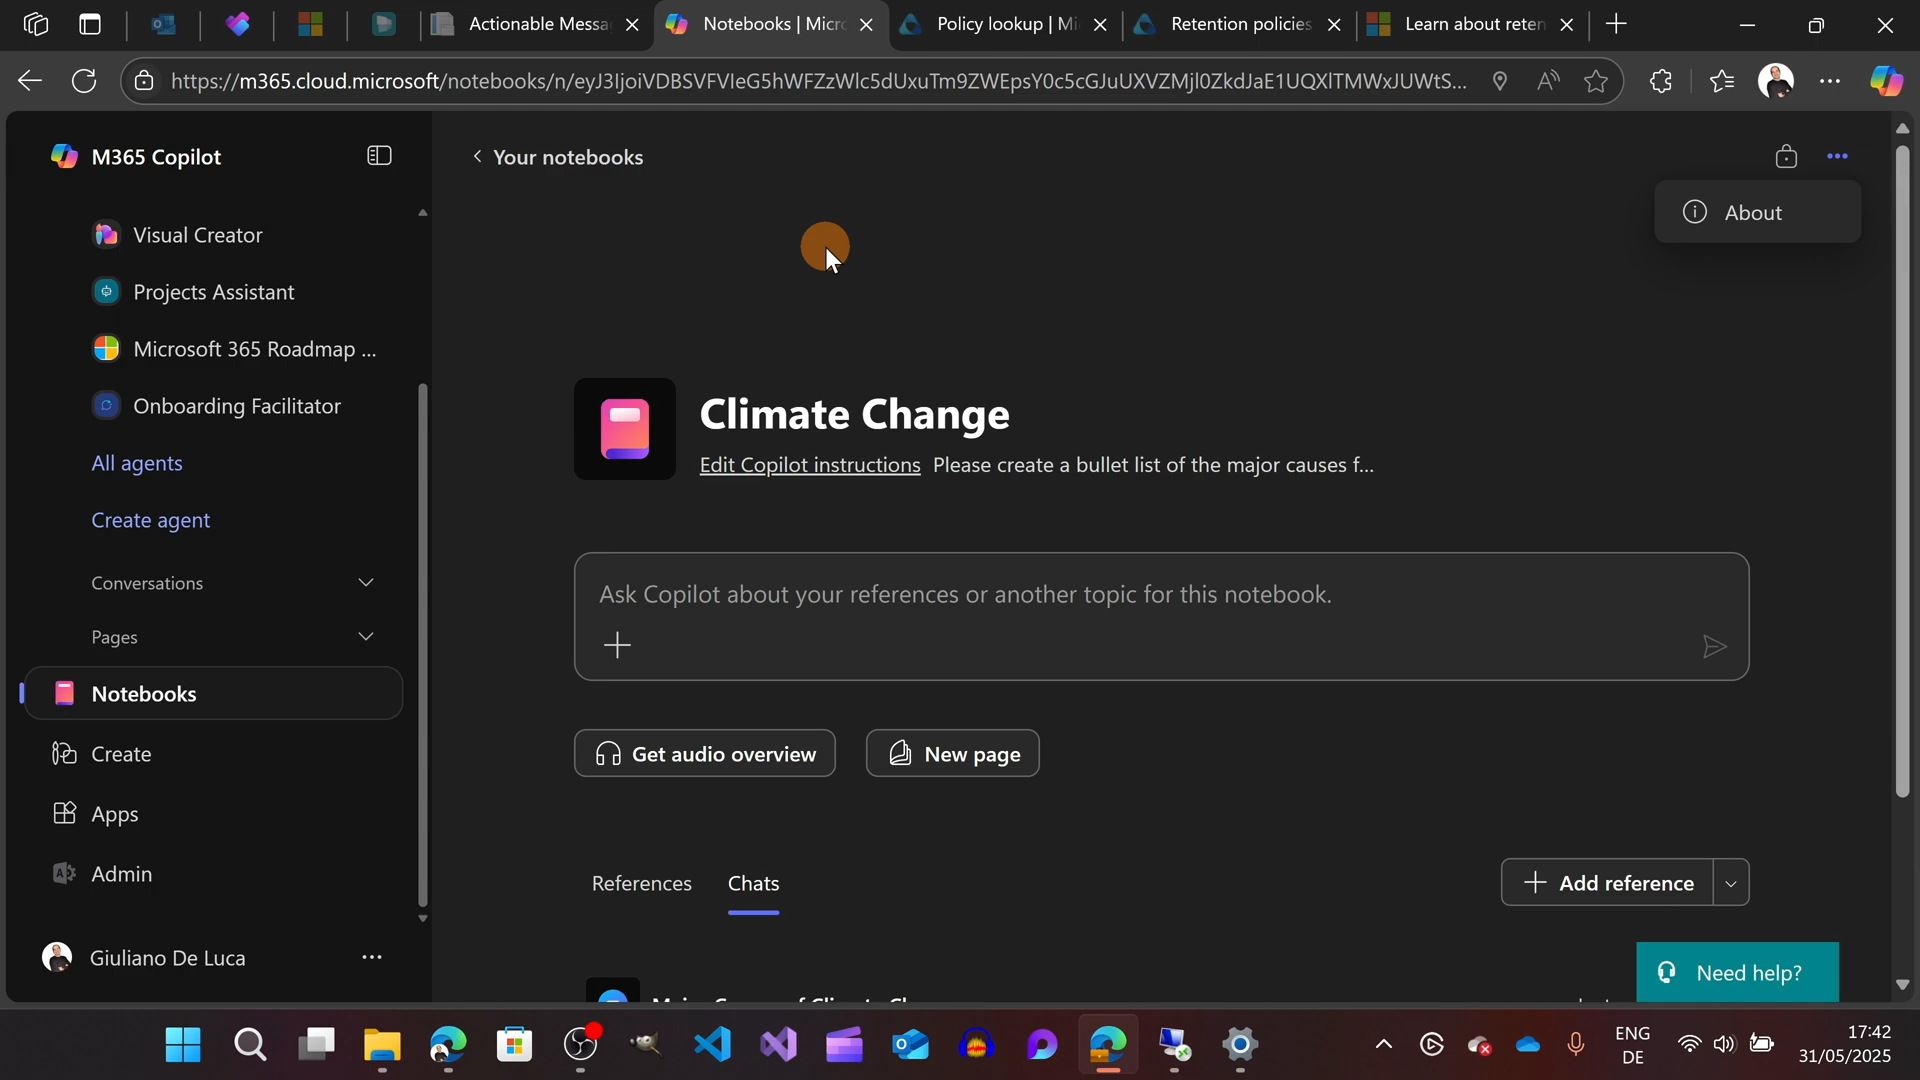 Actionable Messa
Notebooks | Micro
Policy lookup | Mi
Retention policies
Learn about reten
https://m365.cloud.microsoft/notebooks/n/
M365 Copilot
Your notebooks
About
Visual Creator
Projects Assistant
Microsoft 365 Roadmap ...
Onboarding Facilitator
All agents
Create agent
Conversations
Pages
Notebooks
Create
Apps
Admin
Giuliano De Luca
Climate Change
Edit Copilot instructions Please create a bullet list of the major causes f...
Ask Copilot about your references or another topic for this notebook.
Get audio overview
New page
References
Chats
Add reference
Need help?
ENG
DE
17:42
31/05/2025